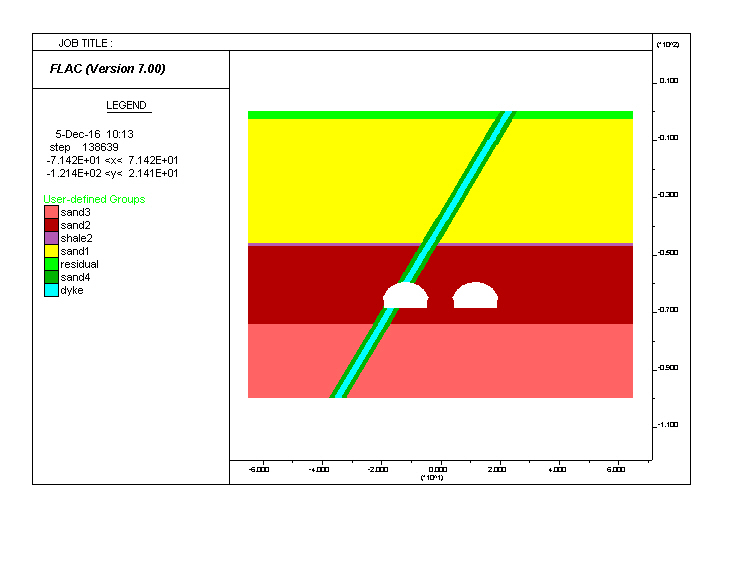 JOB TITLE :
FLAC (Version 7.00)
LEGEND
5-Dec-16 10:13
step 138639
-7.142E+01 <x< 7.142E+01
-1.214E+02 <y< 2.141E+01
User-defined Groups
sand3
sand2
shale2
sand1
residual
sand4
dyke
(*10^2)
0.100
-0.100
-0.300
-0.500
-0.700
-0.900
-1.100
-6.000 -4.000 -2.000 0.000 2.000 4.000 6.000
(*10^1)